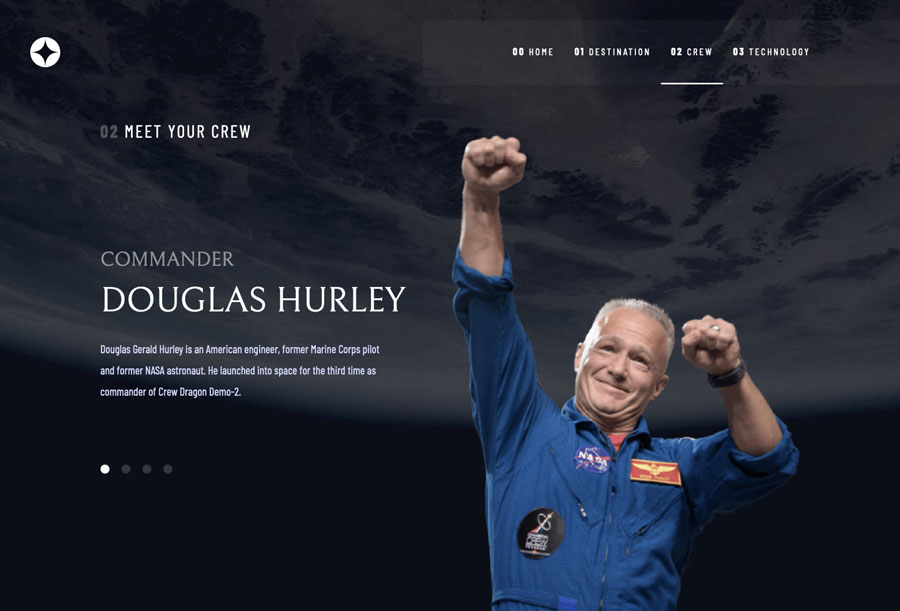 00 HOME 01 DESTINATION 02 CREW 03 TECHNOLOGY
02 MEET YOUR CREW
COMMANDER
DOUGLAS HURLEY
Douglas Gerald Hurley is an American engineer, former Marine Corps pilot
and former NASA astronaut. He launched into space for the third time as
commander of Crew Dragon Demo-2.
NASA